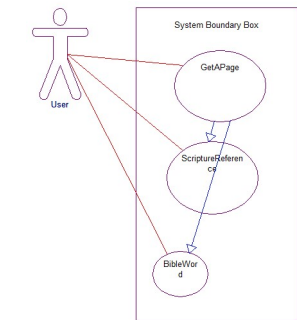 System Boundary Box
GetAPage
User
ScriptureReferen
ce
BibleWor
d